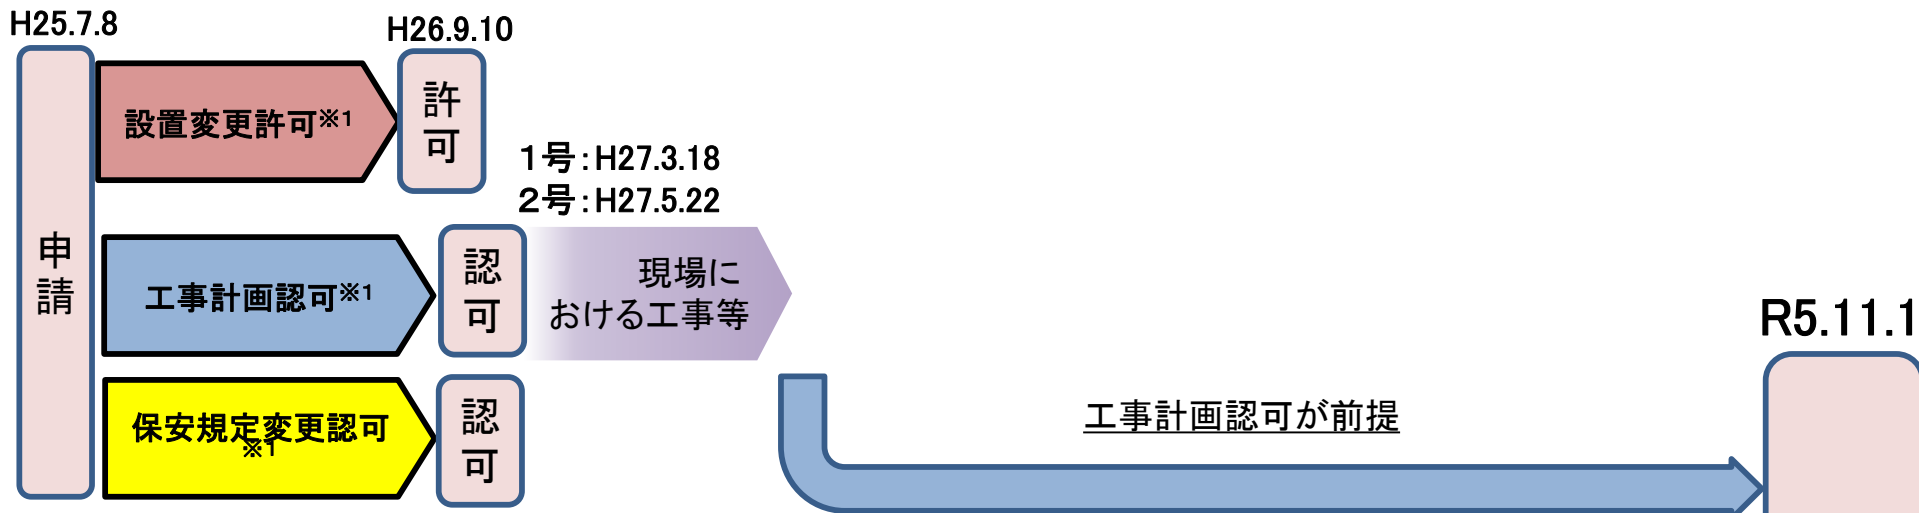 H25.7.8
H26.9.10
申請
設置変更許可※1
許可
1号：H27.3.18
2号：H27.5.22
工事計画認可※1
認可
現場に
おける工事等
保安規定変更認可
※1
認可
工事計画認可が前提
R5.11.1